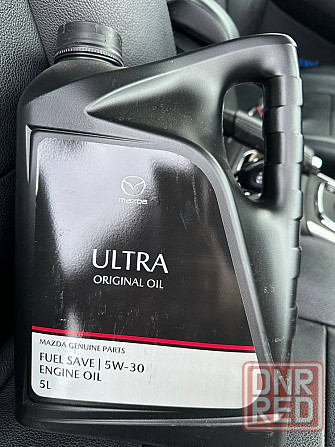 mazda
ULTRA
ORIGINAL OIL
MAZDA GENUINE PARTS
FUEL SAVE | 5W-30
ENGINE OIL
5L
DNR
RED